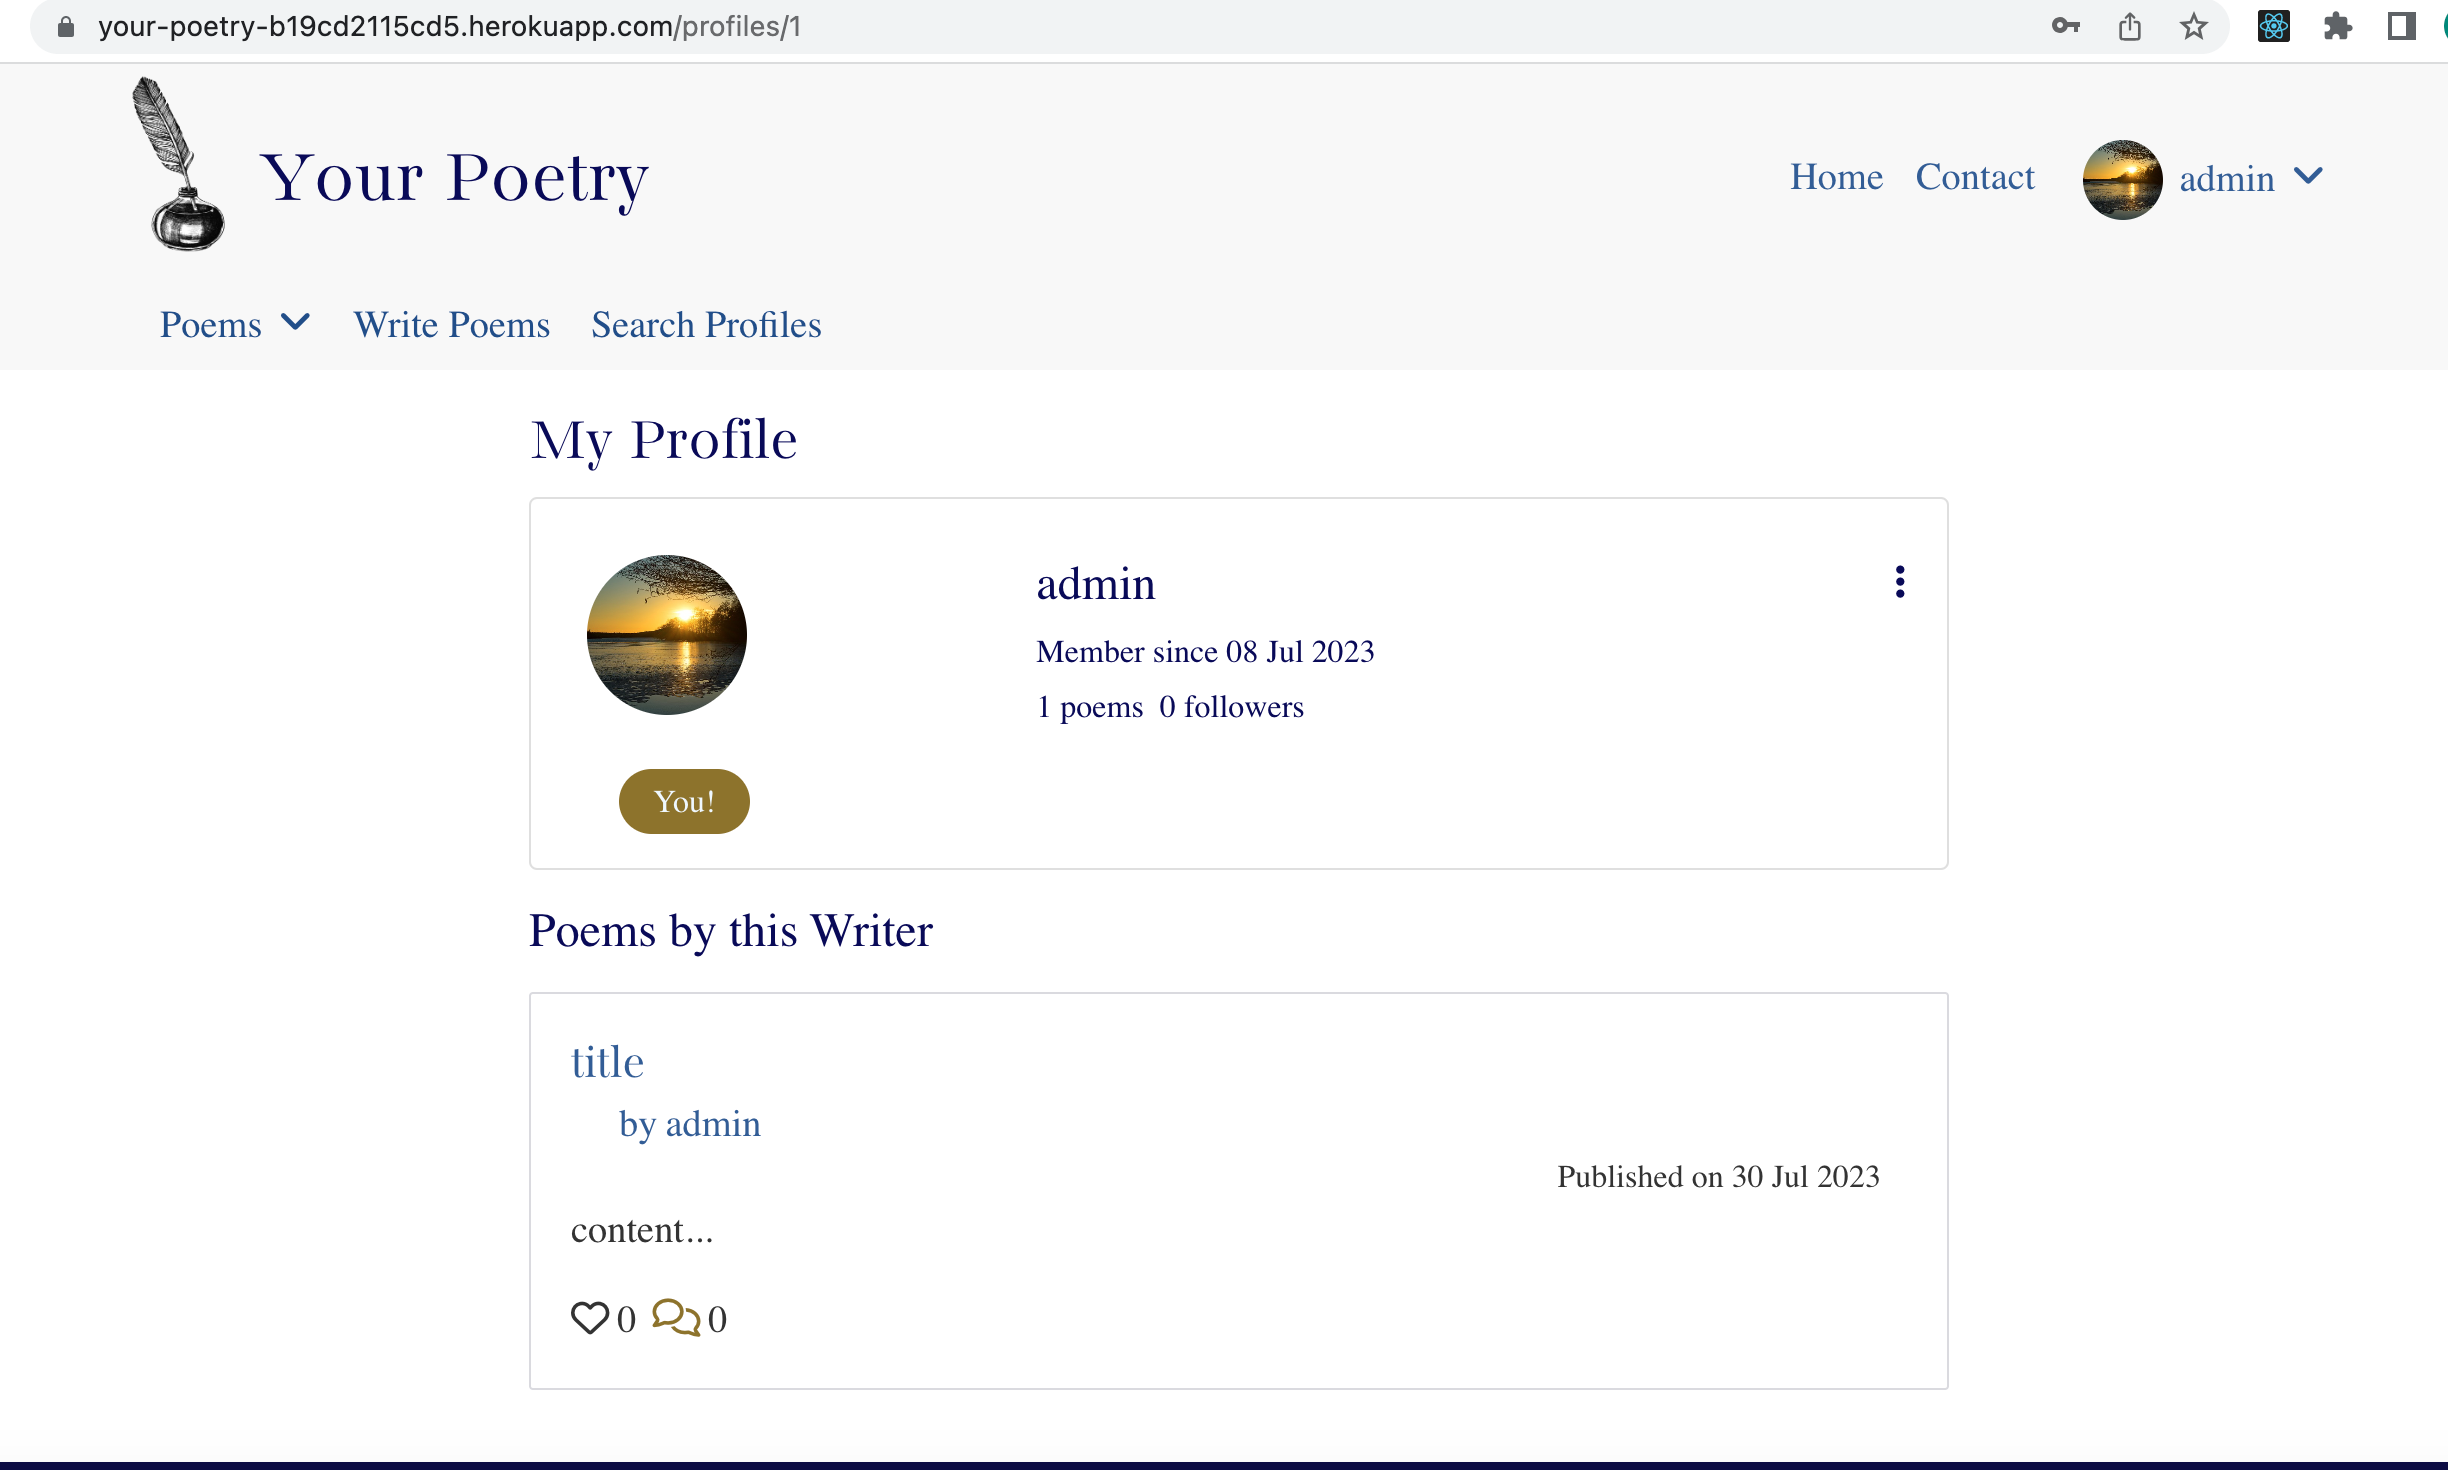 your-poetry-b19cd2115cd5.herokuapp.com/profiles/1
Your Poetry
Home Contact admin
Poems Write Poems Search Profiles
My Profile
admin
Member since 08 Jul 2023
1 poems 0 followers
You!
Poems by this Writer
title
by admin
Published on 30 Jul 2023
content...
0 0